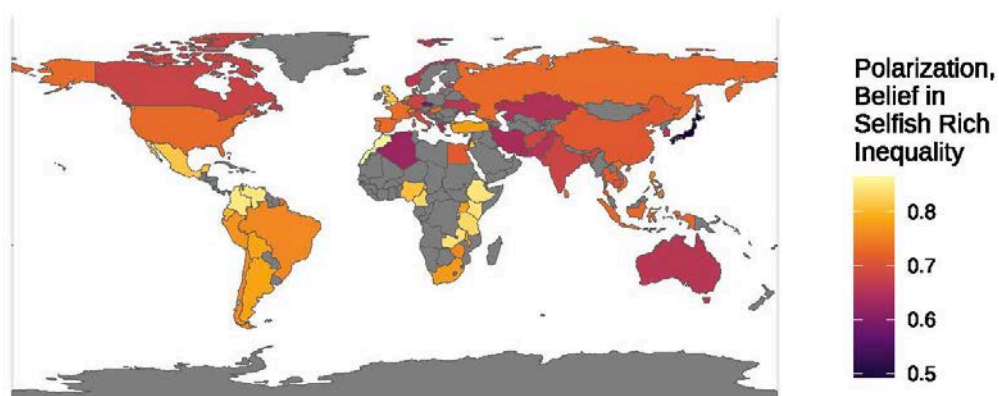 Polarization,
Belief in
Selfish Rich
Inequality
0.8
0.7
0.6
0.5